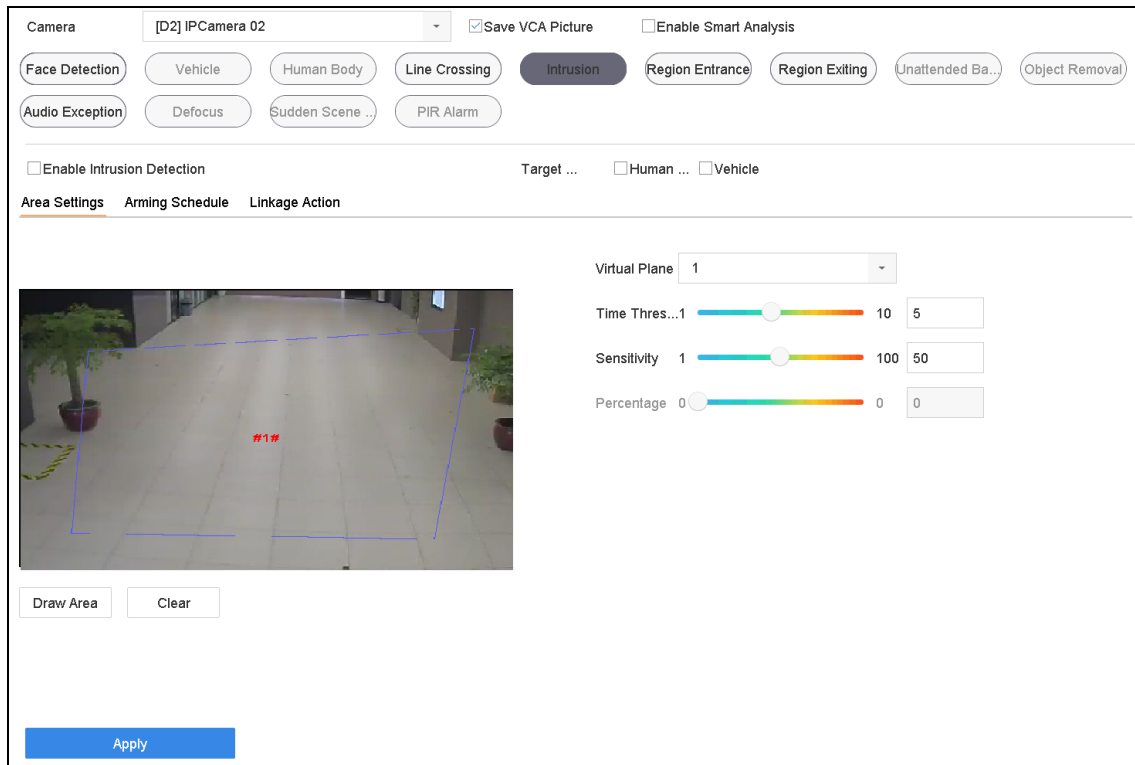 Camera [D2] IPCamera 02 Save VCA Picture Enable Smart Analysis
Face Detection Vehicle Human Body Line Crossing Intrusion Region Entrance Region Exiting Unattended Ba... Object Removal
Audio Exception Defocus Sudden Scene ... PIR Alarm
Enable Intrusion Detection Target ... Human ... Vehicle
Area Settings Arming Schedule Linkage Action
Virtual Plane 1
Time Thres...1 10 5
Sensitivity 1 100 50
Percentage 0 0 0
#1#
Draw Area Clear
Apply